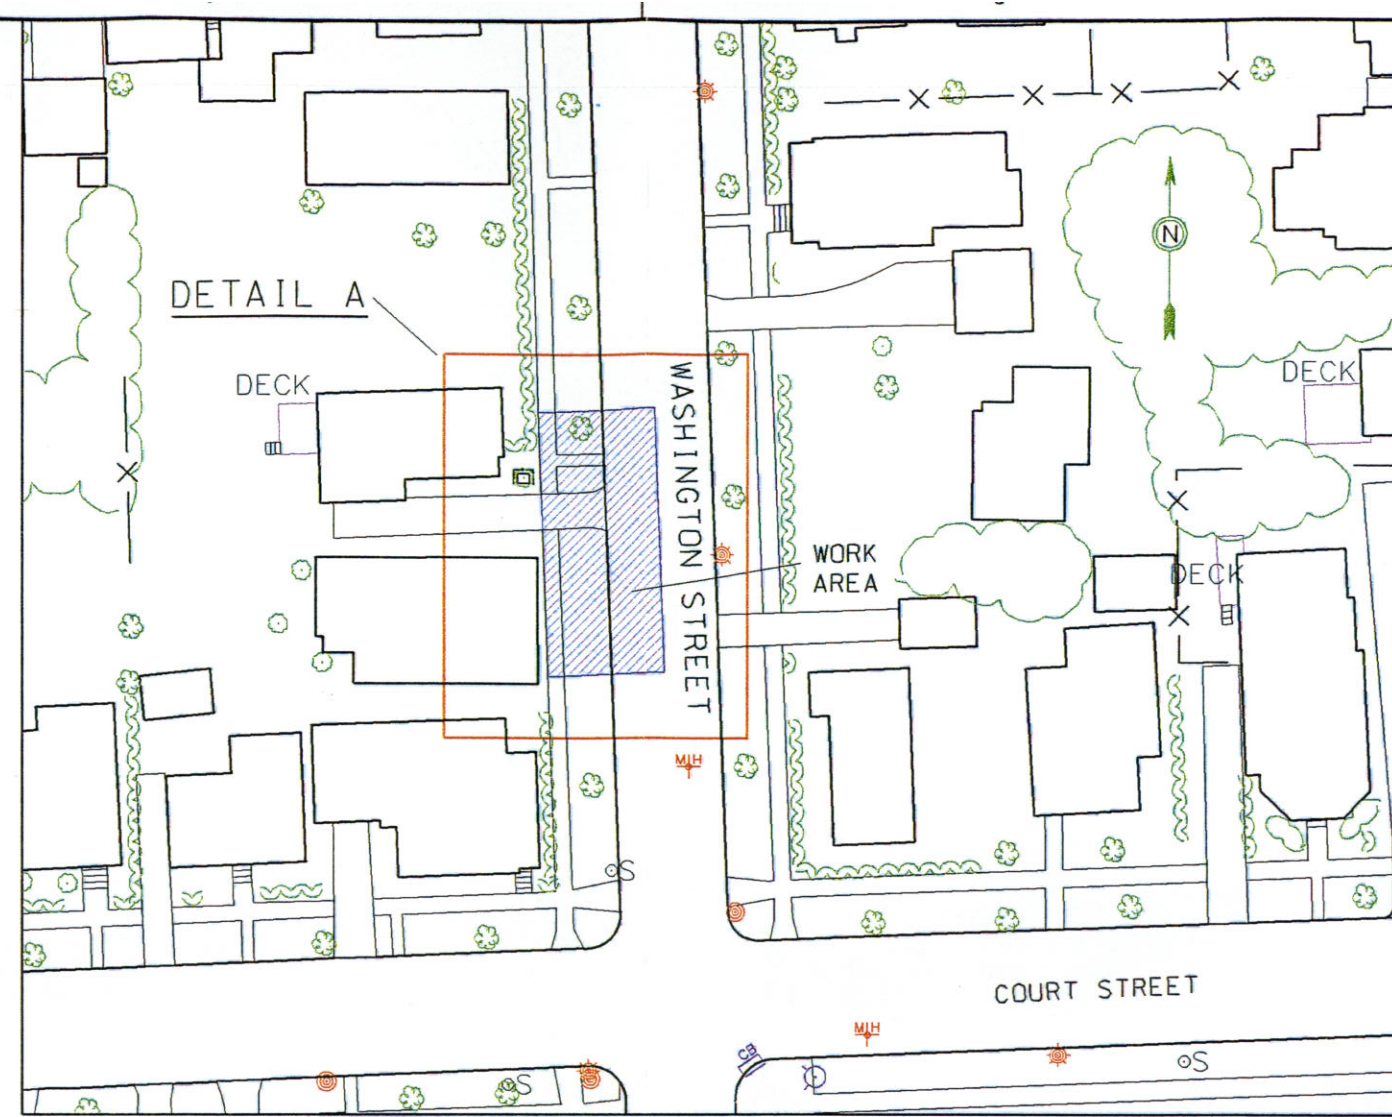 N
DETAIL A
DECK
DECK
WASHINGTON STREET
WORK
AREA
DECK
MH
S
COURT STREET
MH
CB
S
S